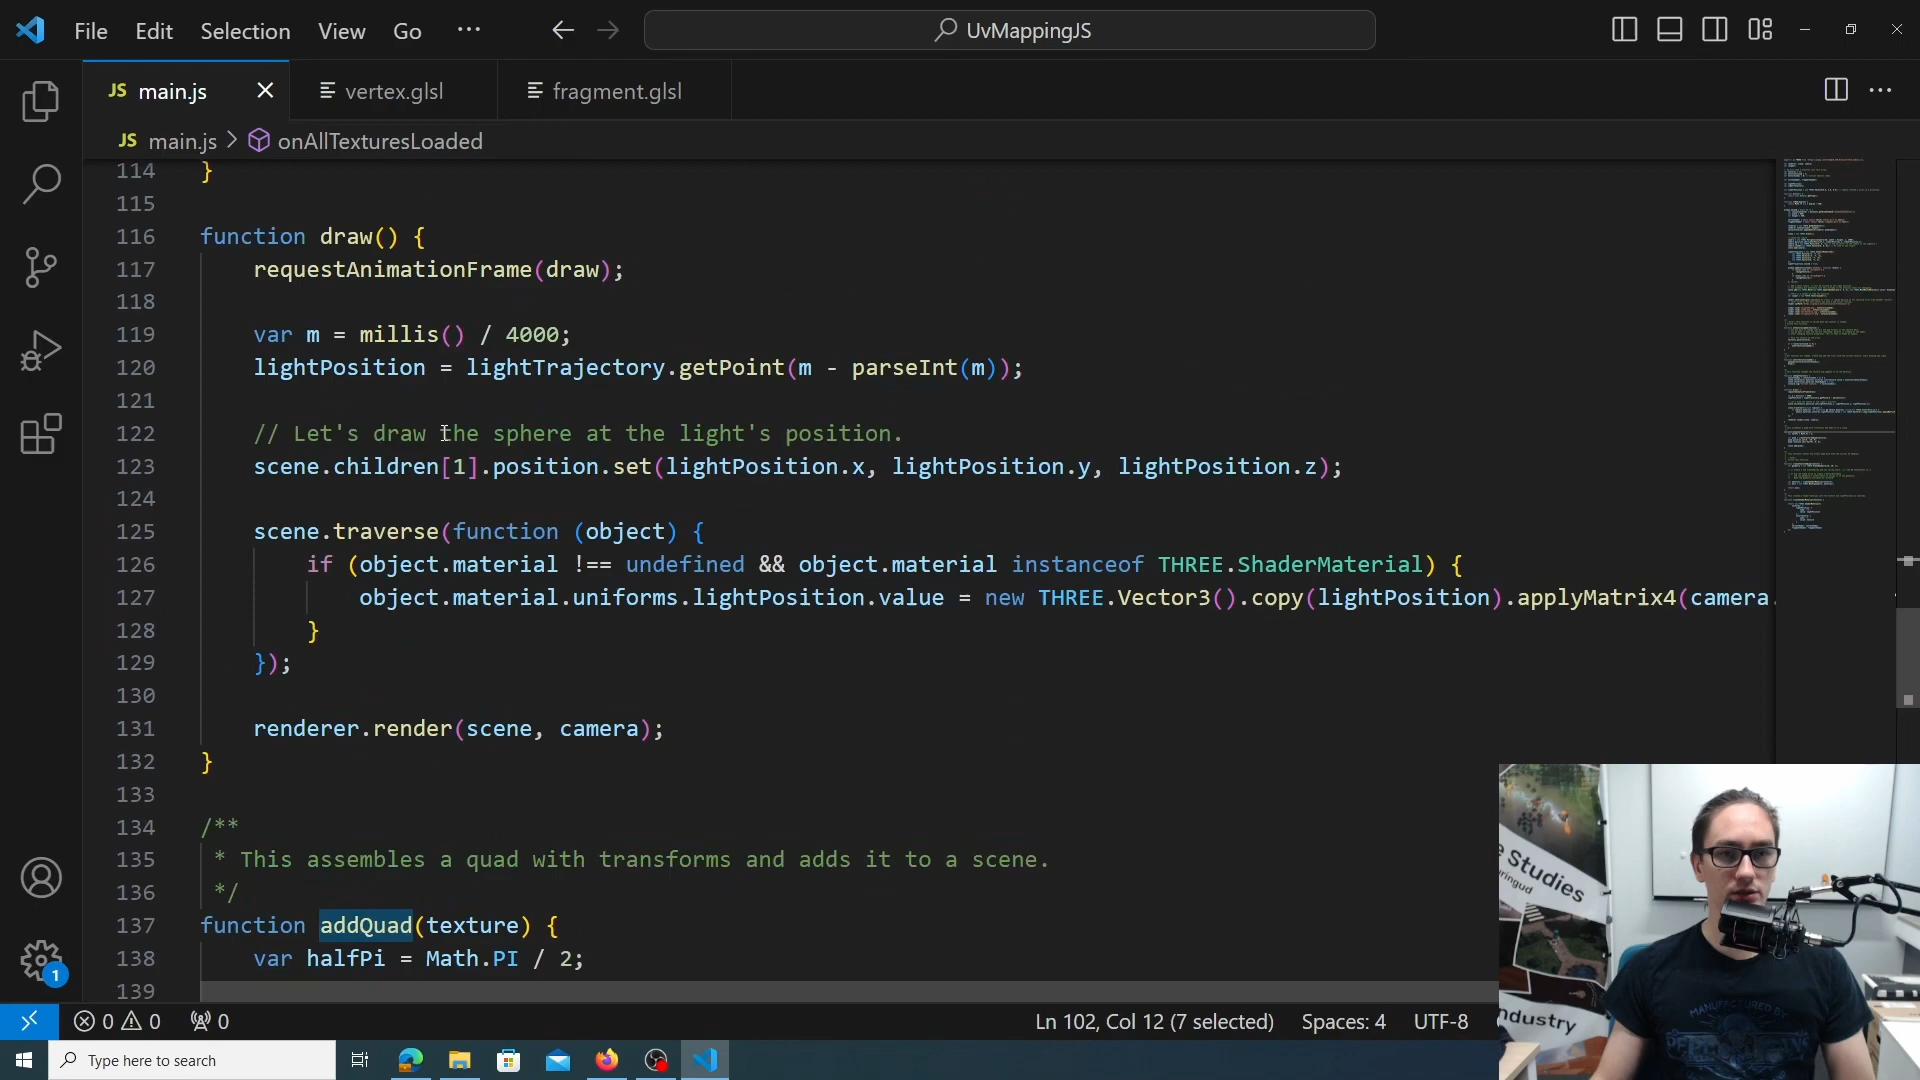 File Edit Selection View Go ··· UvMappingJS
JS main.js vertex.glsl fragment.glsl
JS main.js > onAllTexturesLoaded
114 }
115
116 function draw() {
117 requestAnimationFrame(draw);
118
119 var m = millis() / 4000;
120 lightPosition = lightTrajectory.getPoint(m - parseInt(m));
121
122 // Let's draw the sphere at the light's position.
123 scene.children[1].position.set(lightPosition.x, lightPosition.y, lightPosition.z);
124
125 scene.traverse(function (object) {
126 if (object.material !== undefined && object.material instanceof THREE.ShaderMaterial) {
127 object.material.uniforms.lightPosition.value = new THREE.Vector3().copy(lightPosition).applyMatrix4(camera.
128 }
129 });
130
131 renderer.render(scene, camera);
132 }
133
134 /**
135 * This assembles a quad with transforms and adds it to a scene.
136 */
137 function addQuad(texture) {
138 var halfPi = Math.PI / 2;
139
e Studies
uringud
MANUFACTURED BY
ndustry
1
0 0 0 Ln 102, Col 12 (7 selected) Spaces: 4 UTF-8
Type here to search